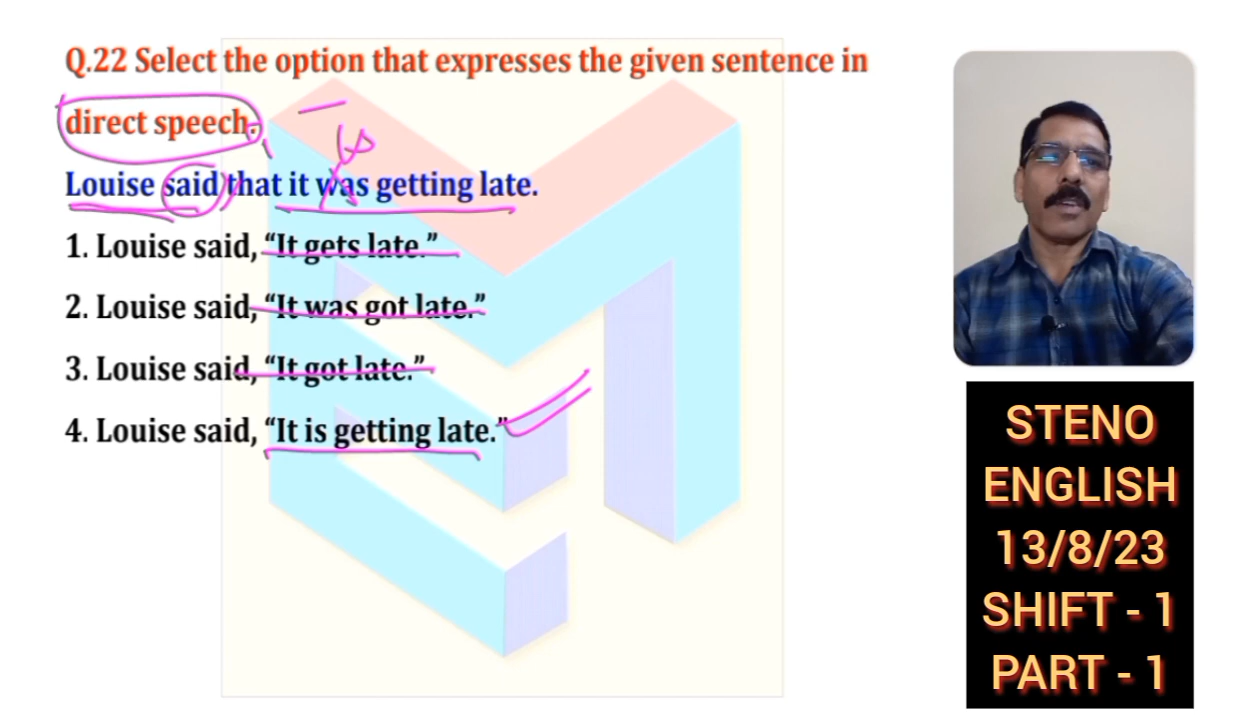 Q.22 Select the option that expresses the given sentence in
direct speech.
is
Louise said that it was getting late.
1. Louise said, “It gets late.”
2. Louise said, “It was got late.”
3. Louise said, “It got late.”
4. Louise said, “It is getting late.”
STENO
ENGLISH
13/8/23
SHIFT - 1
PART - 1